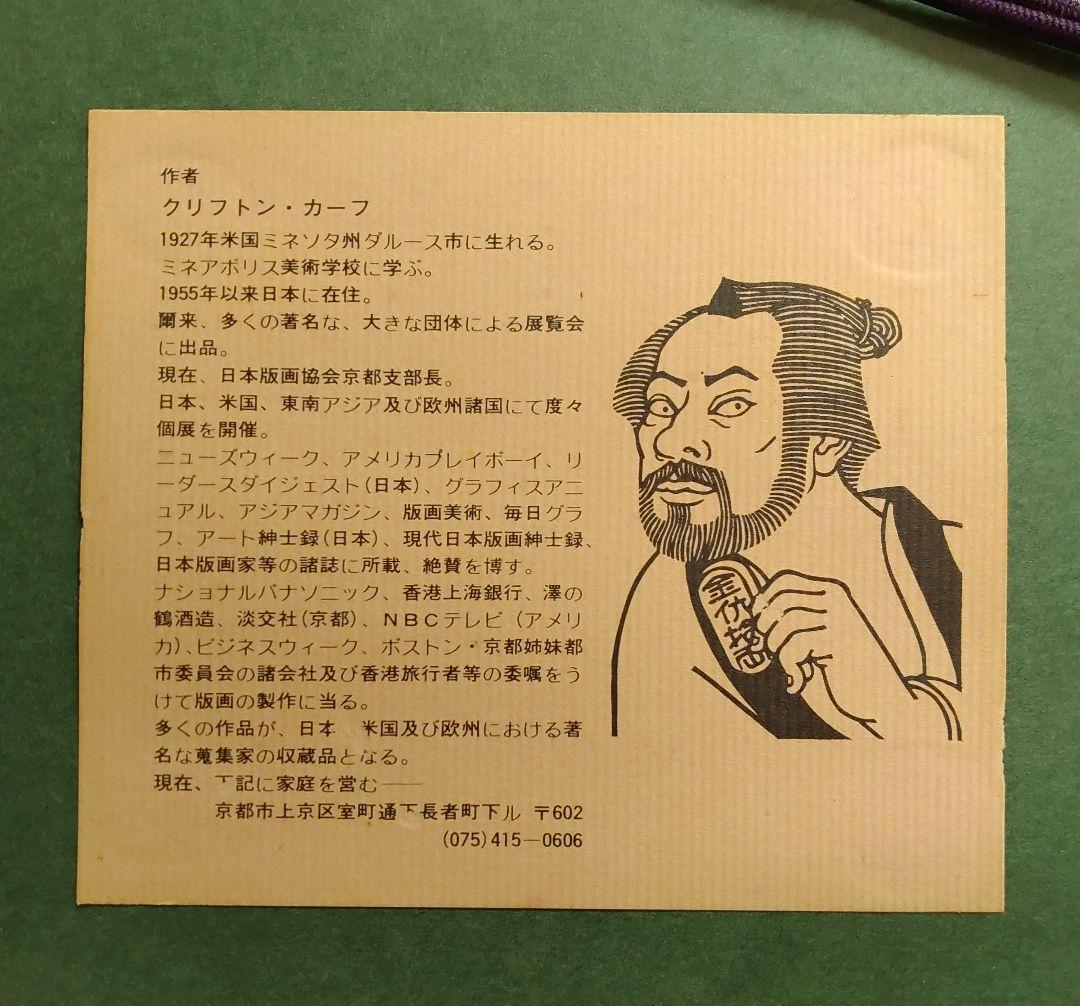 作者
クリフトン・カーフ
1927年米国ミネソタ州ダルース市に生れる。
ミネアポリス美術学校に学ぶ。
1955年以来日本に在住。
爾来、多くの著名な、大きな団体による展覧会
に出品。
現在、日本版画協会京都支部長。
日本、米国、東南アジア及び欧州諸国にて度々
個展を開催。
ニューズウィーク、アメリカプレイボーイ、リ
ーダースダイジェスト(日本)、グラフィスアニ
ュアル、アジアマガジン、版画美術、毎日グラ
フ、アート紳士録(日本)、現代日本版画紳士録、
日本版画家等の諸誌に所載、絶賛を博す。
ナショナルパナソニック、香港上海銀行、澤の
鶴酒造、淡交社(京都)、NBCテレビ(アメリ
カ)、ビジネスウィーク、ボストン・京都姉妹都
市委員会の諸会社及び香港旅行者等の委嘱をう
けて版画の製作に当る。
多くの作品が、日本 米国及び欧州における著
名な蒐集家の収蔵品となる。
現在、下記に家庭を営む――
京都市上京区室町通下長者町下ル 〒602
(075)415-0606